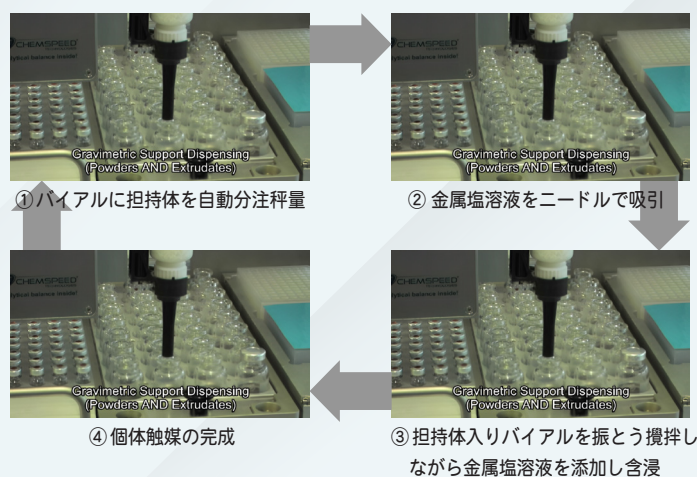 CHEMSPEED
Gravimetric Support Dispensing
(Powders AND Extrudates)
①バイアルに担持体を自動分注秤量
CHEMSPEED
Gravimetric Support Dispensing
(Powders AND Extrudates)
② 金属塩溶液をニードルで吸引
CHEMSPEED
lytical balance inside!
Gravimetric Support Dispensing
(Powders AND Extrudates)
④ 個体触媒の完成
CHEMSPEED
Gravimetric Support Dispensing
(Powders AND Extrudates)
③ 担持体入りバイアルを振とう攪拌し
ながら金属塩溶液を添加し含浸